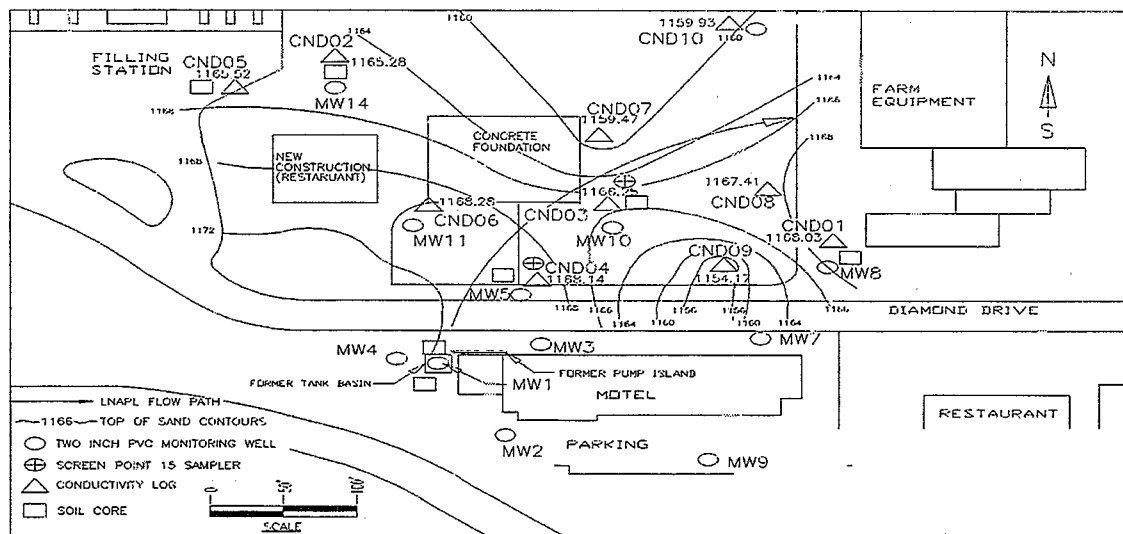 1160
1159.93
CND10
1160
CND02
1164
1165.28
MW14
FILLING
STATION
CND05
1165.52
N
S
1164
1166
1168
FARM
EQUIPMENT
CND07
1159.47
CONCRETE
FOUNDATION
1166
1168
NEW
CONSTRUCTION
(RESTARUANT)
1172
1168.28
CND06
MW11
CND03
1166.25
MW10
1167.41
CND08
CND01
1168.03
MW8
CND09
1154.17
CND04
1168.14
MW5
1166
1164
1160
1156
1160
1164
1166
DIAMOND DRIVE
MW7
MW4
MW3
FORMER TANK BASIN
MW1
FORMER PUMP ISLAND
MOTEL
RESTAURANT
MW2
PARKING
MW9
LNAPL FLOW PATH
1166 TOP OF SAND CONTOURS
TWO INCH PVC MONITORING WELL
SCREEN POINT 15 SAMPLER
CONDUCTIVITY LOG
SOIL CORE
0 50 100
SCALE